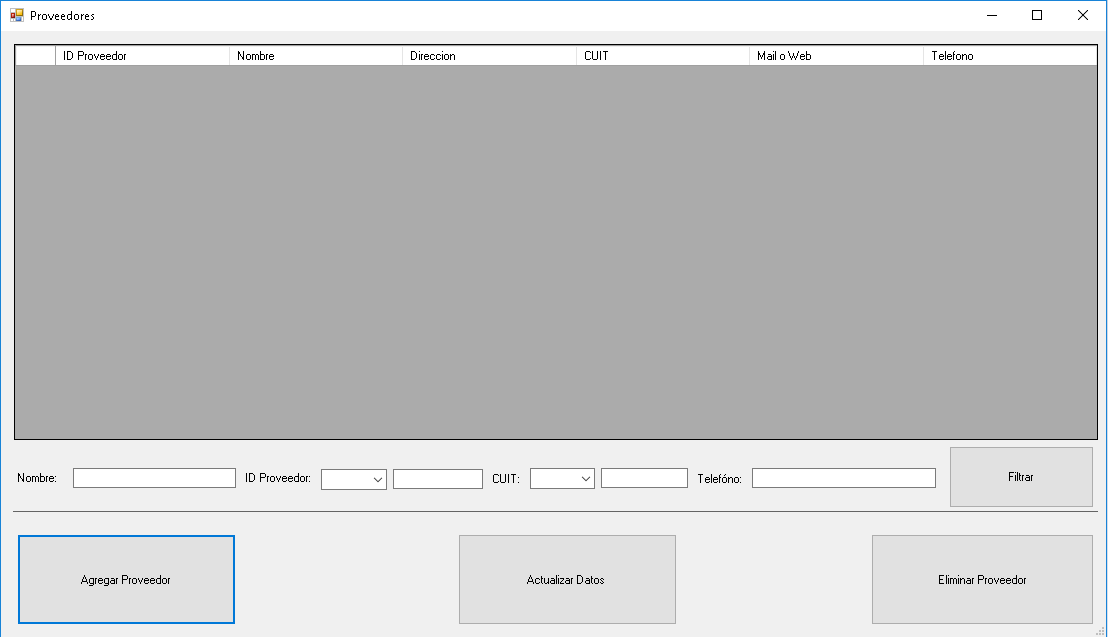 Proveedores
ID Proveedor Nombre Direccion CUIT Mail o Web Telefono
Nombre: ID Proveedor: CUIT: Telefóno: Filtrar
Agregar Proveedor Actualizar Datos Eliminar Proveedor